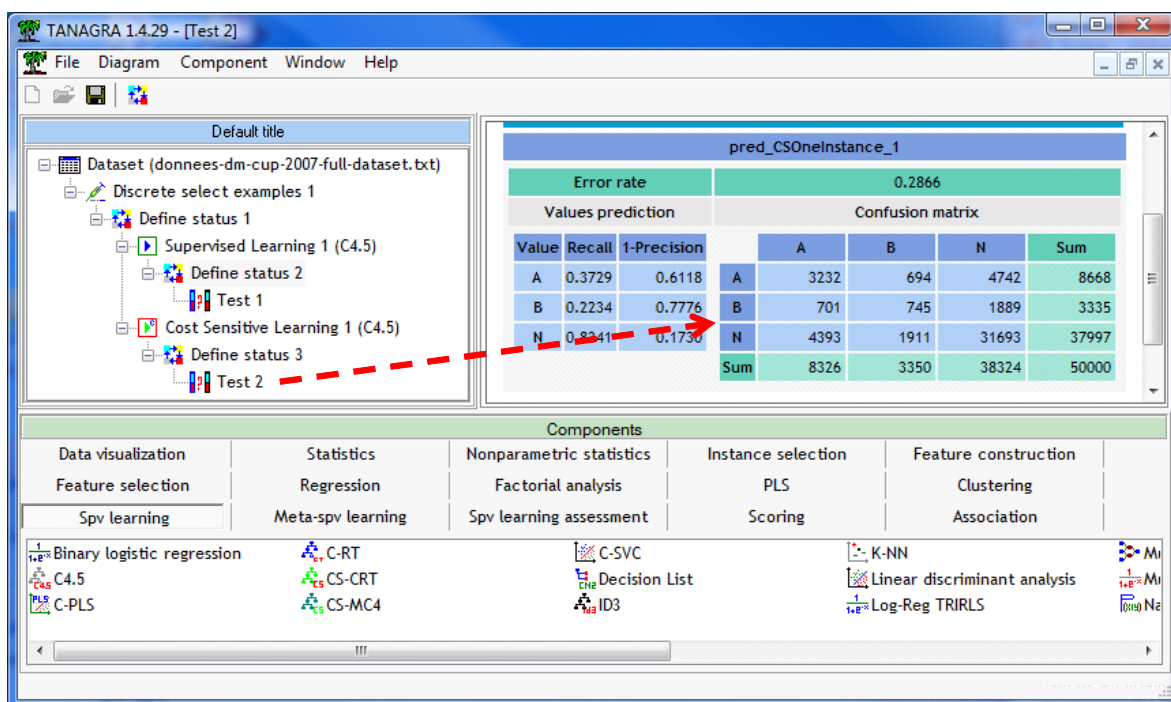 TANAGRA 1.4.29 - [Test 2]
File Diagram Component Window Help
Default title
Dataset (donnees-dm-cup-2007-full-dataset.txt)
Discrete select examples 1
Define status 1
Supervised Learning 1 (C4.5)
Define status 2
Test 1
Cost Sensitive Learning 1 (C4.5)
Define status 3
Test 2
pred_CSOneInstance_1
Error rate 0.2866
Values prediction Confusion matrix
Value Recall 1-Precision A B N Sum
A 0.3729 0.6118 A 3232 694 4742 8668
B 0.2234 0.7776 B 701 745 1889 3335
N 0.8341 0.1730 N 4393 1911 31693 37997
Sum 8326 3350 38324 50000
Components
Data visualization Statistics Nonparametric statistics Instance selection Feature construction
Feature selection Regression Factorial analysis PLS Clustering
Spv learning Meta-spv learning Spv learning assessment Scoring Association
Binary logistic regression C-RT C-SVC K-NN Mu
C4.5 CS-CRT Decision List Linear discriminant analysis Mu
C-PLS CS-MC4 ID3 Log-Reg TRIRLS Na